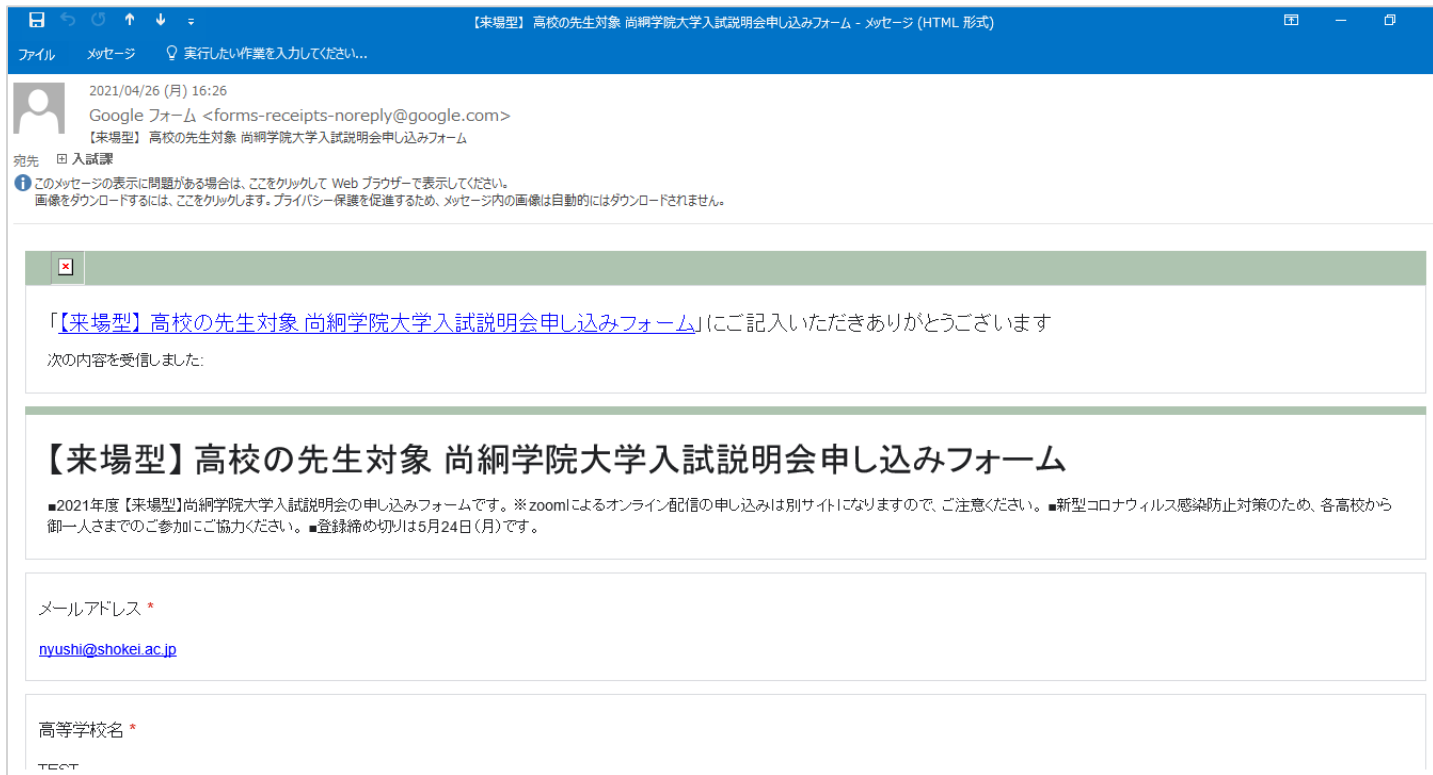 【来場型】 高校の先生対象 尚絅学院大学入試説明会申し込みフォーム - メッセージ (HTML 形式)
ファイル メッセージ 実行したい作業を入力してください...
2021/04/26 (月) 16:26
Google フォーム <forms-receipts-noreply@google.com>
【来場型】 高校の先生対象 尚絅学院大学入試説明会申し込みフォーム
宛先 入試課
このメッセージの表示に問題がある場合は、ここをクリックして Web ブラウザーで表示してください。
画像をダウンロードするには、ここをクリックします。プライバシー保護を促進するため、メッセージ内の画像は自動的にはダウンロードされません。
「【来場型】 高校の先生対象 尚絅学院大学入試説明会申し込みフォーム」にご記入いただきありがとうございます
次の内容を受信しました:
【来場型】 高校の先生対象 尚絅学院大学入試説明会申し込みフォーム
■2021年度 【来場型】尚絅学院大学入試説明会の申し込みフォームです。※zoomによるオンライン配信の申し込みは別サイトになりますので、ご注意ください。■新型コロナウィルス感染防止対策のため、各高校から
御一人さまでのご参加にご協力ください。■登録締め切りは5月24日(月)です。
メールアドレス *
nyushi@shokei.ac.jp
高等学校名 *
TEST